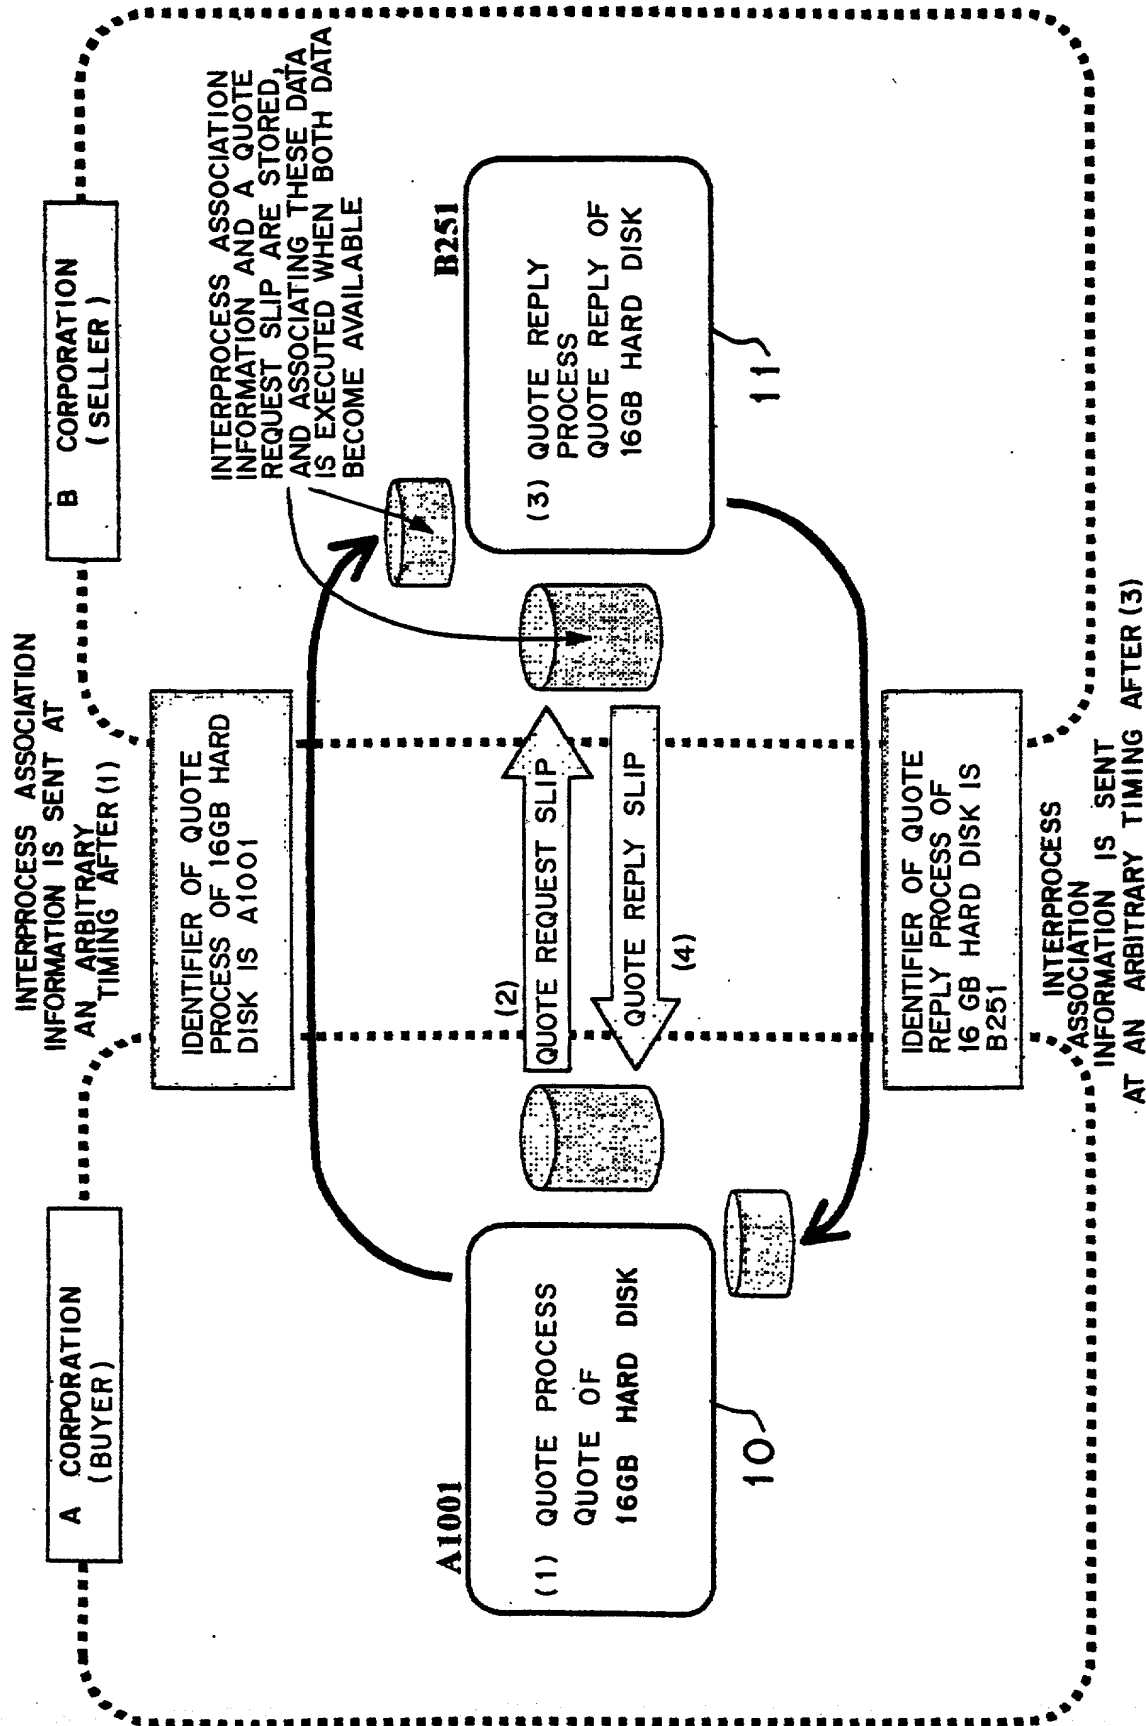 A CORPORATION
(BUYER)
INTERPROCESS ASSOCIATION
INFORMATION IS SENT AT
AN ARBITRARY
TIMING AFTER (1)
B CORPORATION
(SELLER)
IDENTIFIER OF QUOTE
PROCESS OF 16GB HARD
DISK IS A1001
INTERPROCESS ASSOCIATION
INFORMATION AND A QUOTE
REQUEST SLIP ARE STORED,
AND ASSOCIATING THESE DATA
IS EXECUTED WHEN BOTH DATA
BECOME AVAILABLE
A1001
(1) QUOTE PROCESS
QUOTE OF
16GB HARD DISK
10
(2)
QUOTE REQUEST SLIP
QUOTE REPLY SLIP
(4)
B251
(3) QUOTE REPLY
PROCESS
QUOTE REPLY OF
16GB HARD DISK
11
IDENTIFIER OF QUOTE
REPLY PROCESS OF
16 GB HARD DISK IS
B251
INTERPROCESS
ASSOCIATION
INFORMATION IS SENT
AT AN ARBITRARY TIMING AFTER (3)